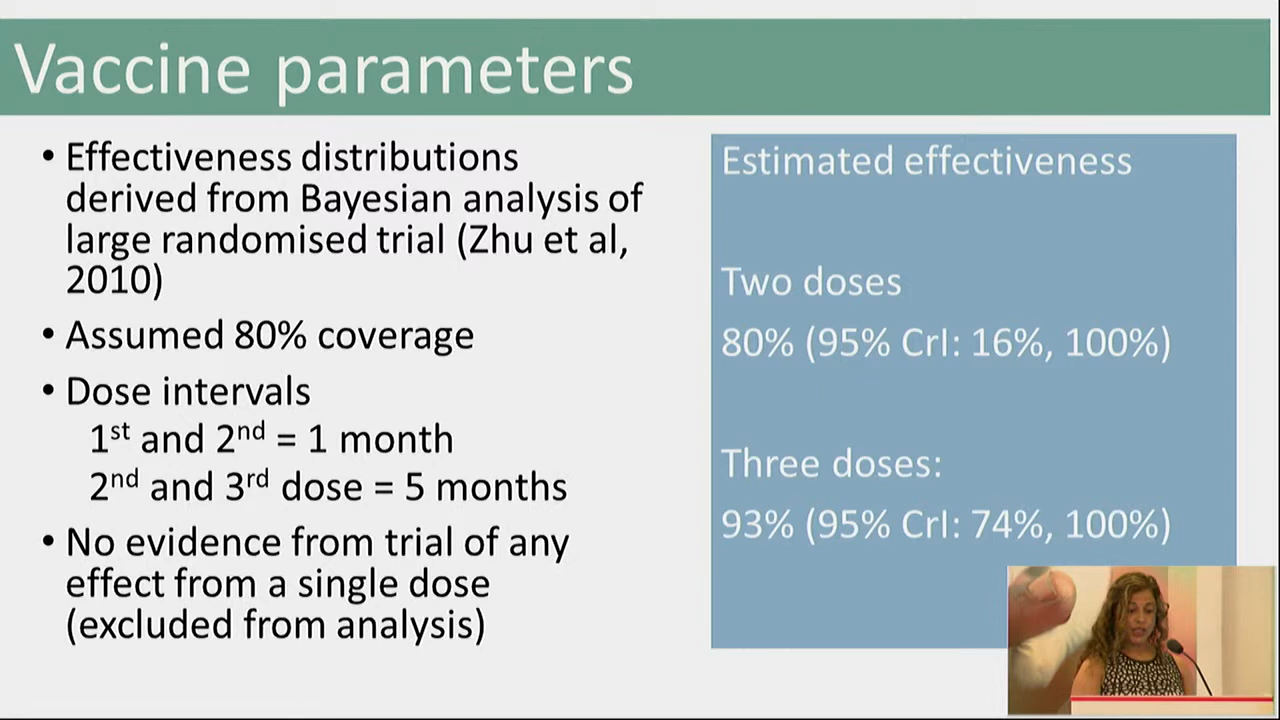 Vaccine parameters
• Effectiveness distributions
derived from Bayesian analysis of
large randomised trial (Zhu et al,
2010)
• Assumed 80% coverage
• Dose intervals
1st and 2nd = 1 month
2nd and 3rd dose = 5 months
• No evidence from trial of any
effect from a single dose
(excluded from analysis)
Estimated effectiveness
Two doses
80% (95% CrI: 16%, 100%)
Three doses:
93% (95% CrI: 74%, 100%)